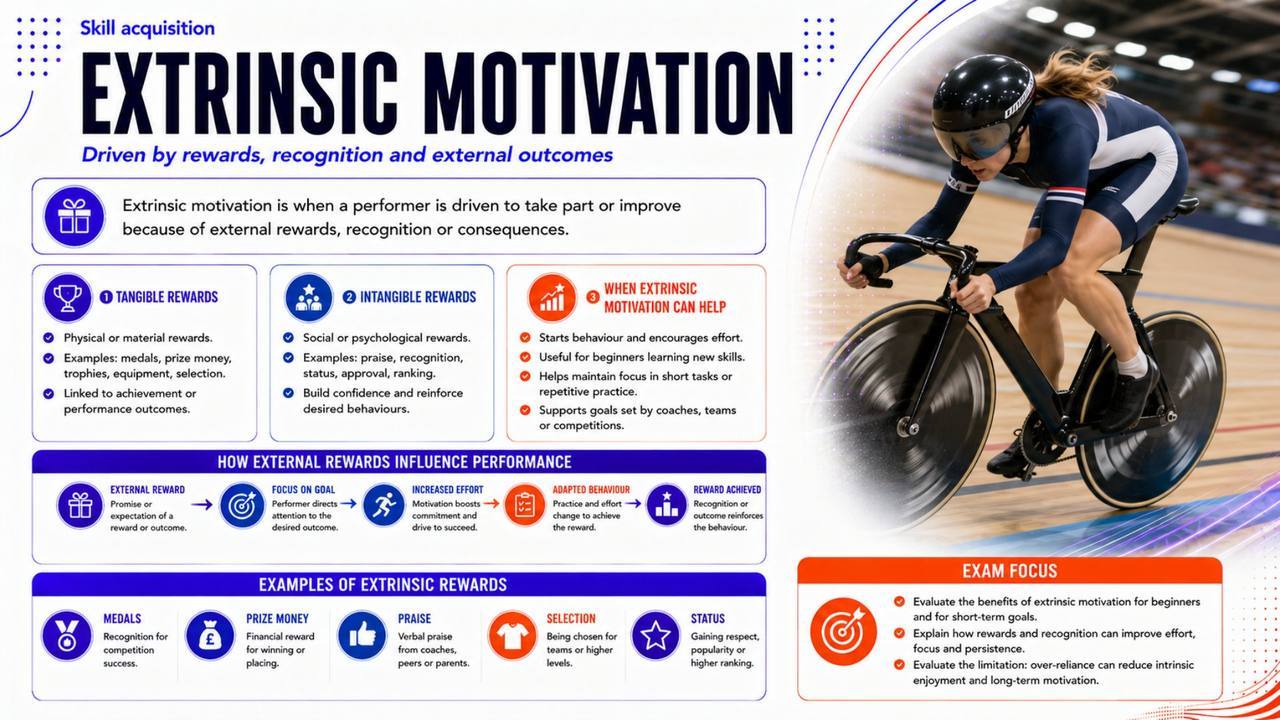 Skill acquisition
EXTRINSIC MOTIVATION
Driven by rewards, recognition and external outcomes
Extrinsic motivation is when a performer is driven to take part or improve
because of external rewards, recognition or consequences.
1 TANGIBLE REWARDS
Physical or material rewards.
Examples: medals, prize money,
trophies, equipment, selection.
Linked to achievement or
performance outcomes.
2 INTANGIBLE REWARDS
Social or psychological rewards.
Examples: praise, recognition,
status, approval, ranking.
Build confidence and reinforce
desired behaviours.
3 WHEN EXTRINSIC
MOTIVATION CAN HELP
Starts behaviour and encourages effort.
Useful for beginners learning new skills.
Helps maintain focus in short tasks or
repetitive practice.
Supports goals set by coaches, teams
or competitions.
HOW EXTERNAL REWARDS INFLUENCE PERFORMANCE
EXTERNAL REWARD
Promise or
expectation of a
reward or outcome.
FOCUS ON GOAL
Performer directs
attention to the
desired outcome.
INCREASED EFFORT
Motivation boosts
commitment and
drive to succeed.
ADAPTED BEHAVIOUR
Practice and effort
change to achieve
the reward.
REWARD ACHIEVED
Recognition or
outcome reinforces
the behaviour.
EXAMPLES OF EXTRINSIC REWARDS
MEDALS
Recognition for
competition
success.
£
PRIZE MONEY
Financial reward
for winning or
placing.
PRAISE
Verbal praise
from coaches,
peers or parents.
SELECTION
Being chosen for
teams or higher
levels.
STATUS
Gaining respect,
popularity or
higher ranking.
EXAM FOCUS
Evaluate the benefits of extrinsic motivation for beginners
and for short-term goals.
Explain how rewards and recognition can improve effort,
focus and persistence.
Evaluate the limitation: over-reliance can reduce intrinsic
enjoyment and long-term motivation.